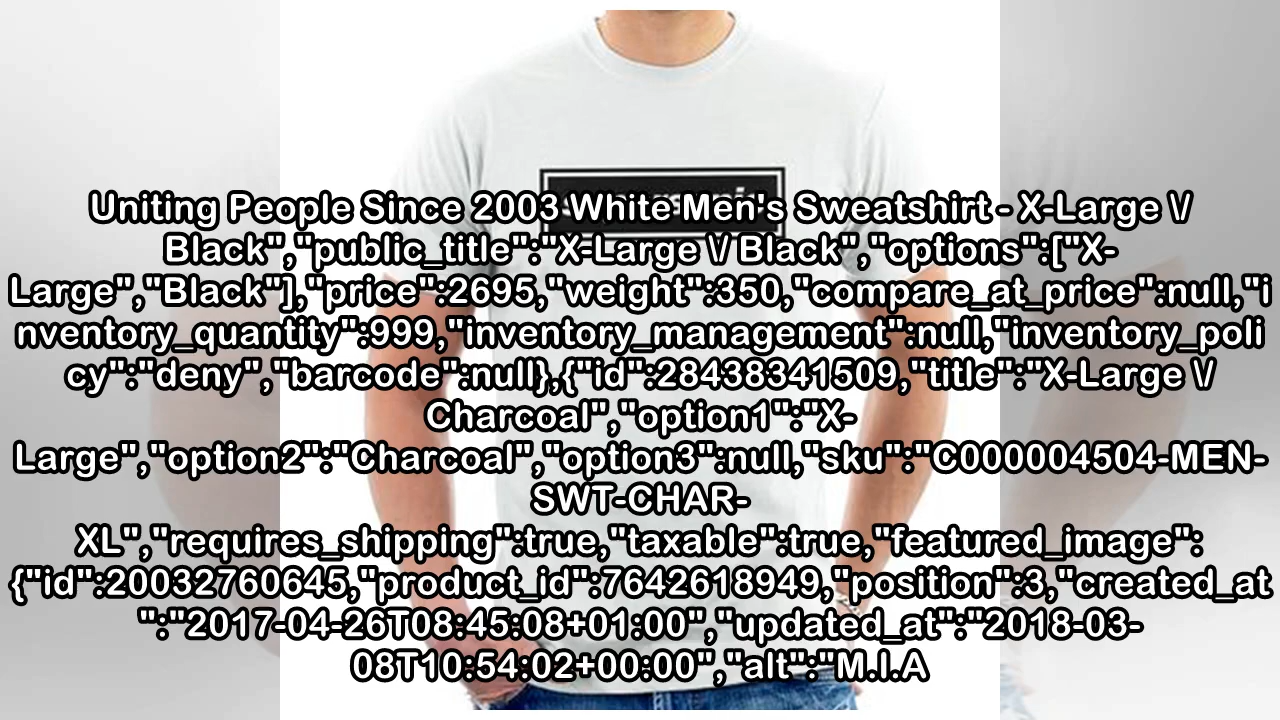 Uniting People Since 2003 White Men's Sweatshirt - X-Large \/
Black","public_title":"X-Large \/ Black","options":["X-
Large","Black"],"price":2695,"weight":350,"compare_at_price":null,"i
nventory_quantity":999,"inventory_management":null,"inventory_poli
cy":"deny","barcode":null},{"id":28438341509,"title":"X-Large \/
Charcoal","option1":"X-
Large","option2":"Charcoal","option3":null,"sku":"C000004504-MEN-
SWT-CHAR-
XL","requires_shipping":true,"taxable":true,"featured_image":
{"id":20032760645,"product_id":7642618949,"position":3,"created_at
":"2017-04-26T08:45:08+01:00","updated_at":"2018-03-
08T10:54:02+00:00","alt":"M.I.A